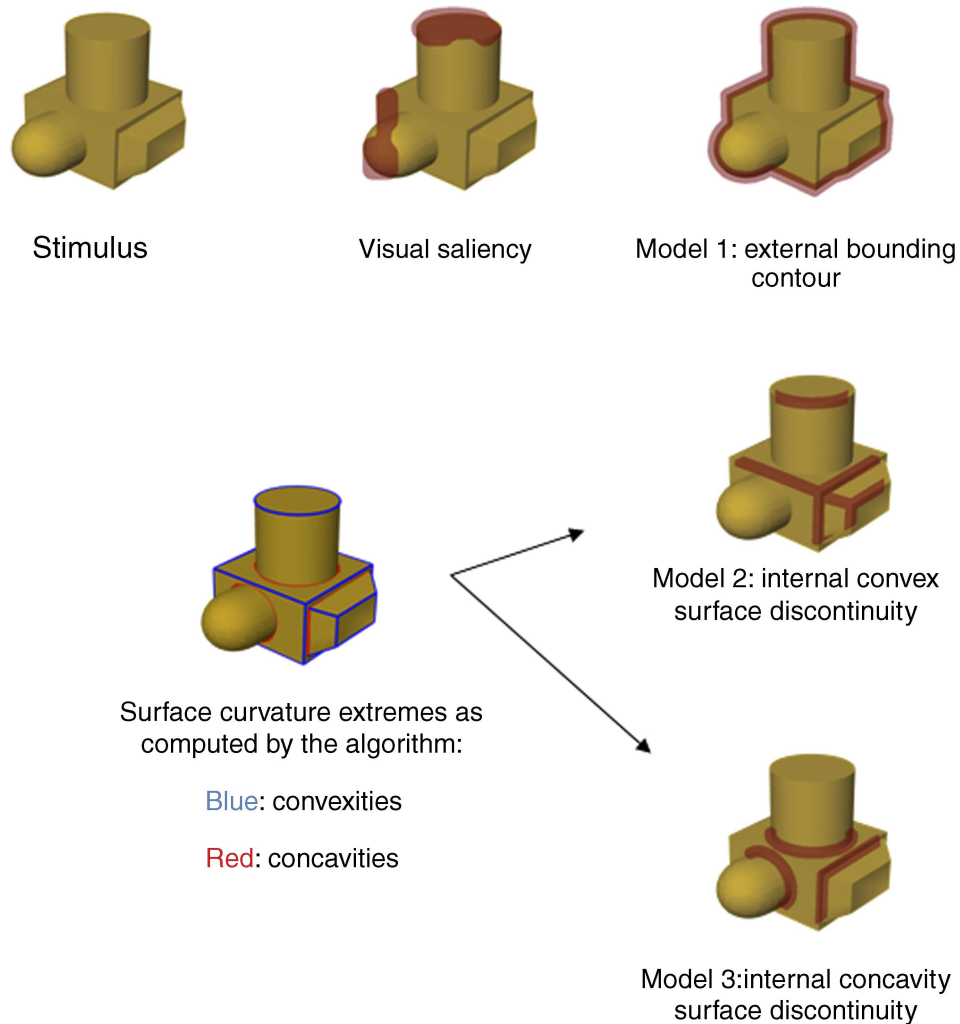 Stimulus
Visual saliency
Model 1: external bounding
contour
Model 2: internal convex
surface discontinuity
Surface curvature extremes as
computed by the algorithm:
Blue: convexities
Red: concavities
Model 3:internal concavity
surface discontinuity